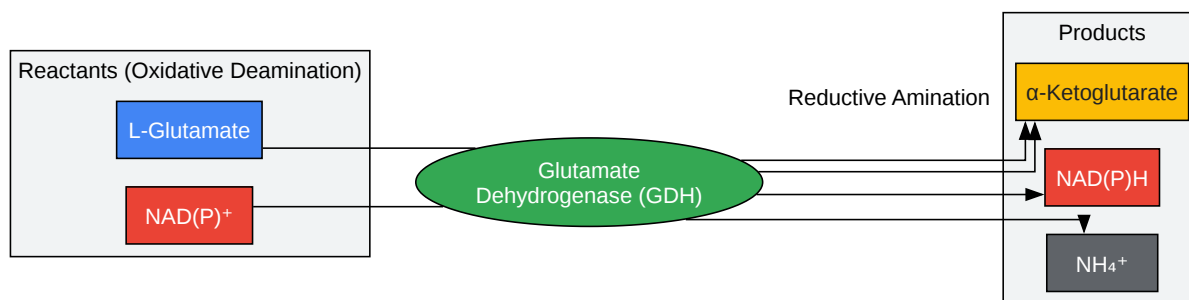 Reactants (Oxidative Deamination)
L-Glutamate
NAD(P)⁺
Glutamate
Dehydrogenase (GDH)
Reductive Amination
Products
α-Ketoglutarate
NAD(P)H
NH₄⁺